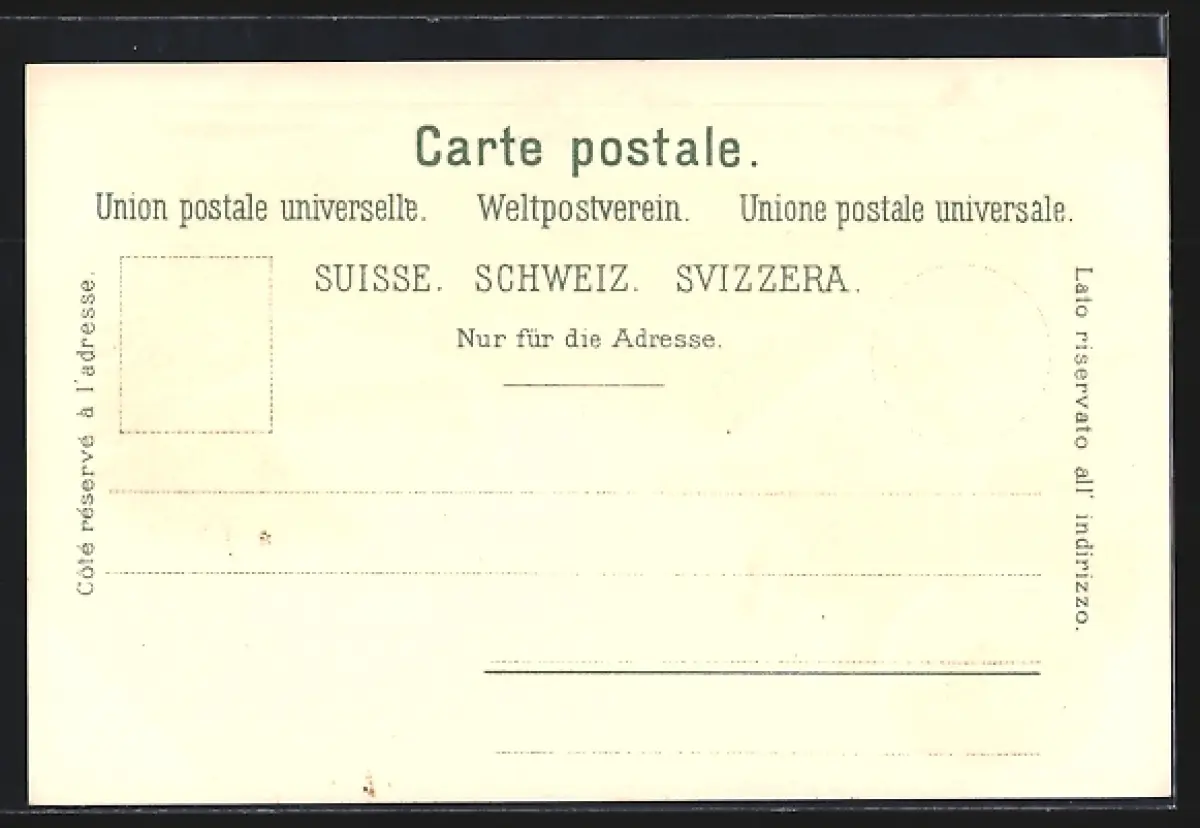 Carte postale.
Union postale universelle. Weltpostverein. Unione postale universale.
SUISSE. SCHWEIZ. SVIZZERA.
Nur für die Adresse.
Côté réservé à l'adresse.
Lato riservato all' indirizzo.